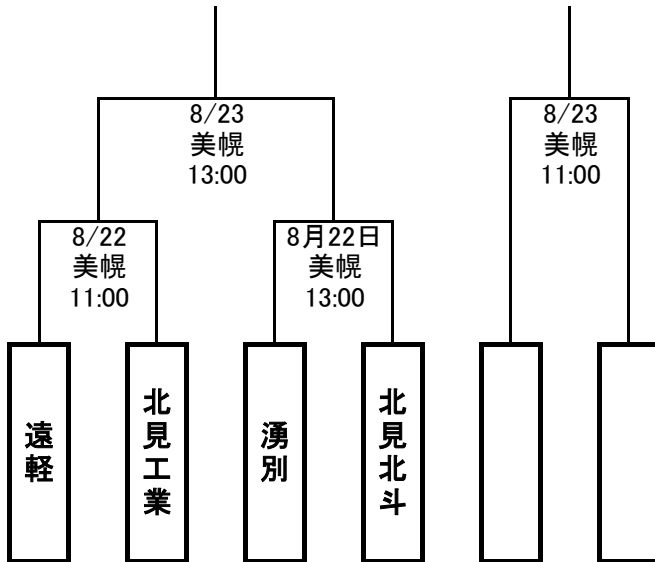 8/23
美幌
13:00
8/23
美幌
11:00
8/22
美幌
11:00
8月22日
美幌
13:00
遠軽
北見工業
湧別
北見北斗